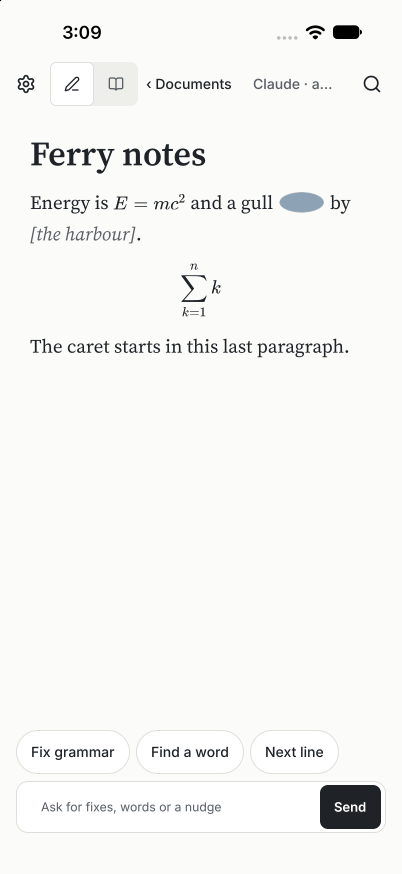 3:09
‹ Documents Claude · a...
Ferry notes
Energy is E = mc² and a gull by
[the harbour].
n
∑ k
k=1
The caret starts in this last paragraph.
Fix grammar Find a word Next line
Ask for fixes, words or a nudge Send